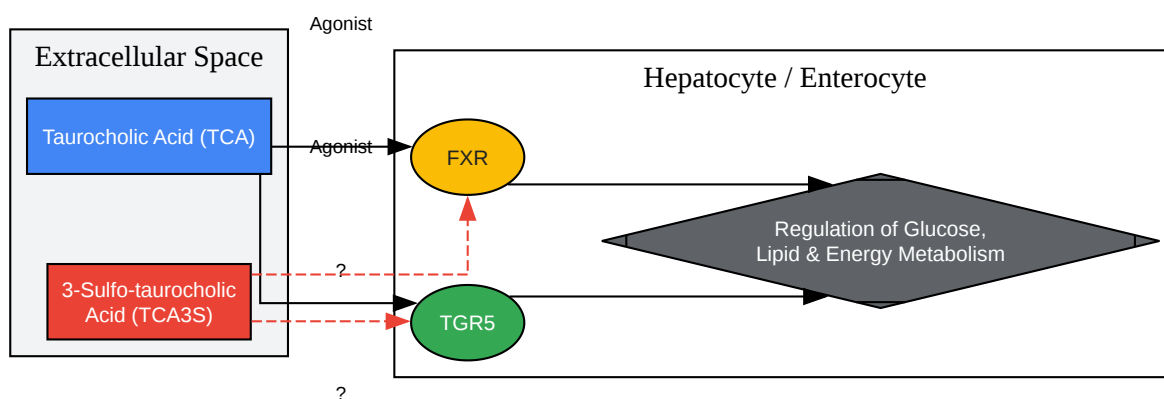 Agonist
Extracellular Space
Hepatocyte / Enterocyte
Taurocholic Acid (TCA)
Agonist
FXR
Regulation of Glucose,
Lipid & Energy Metabolism
?
3-Sulfo-taurocholic
Acid (TCA3S)
TGR5
?